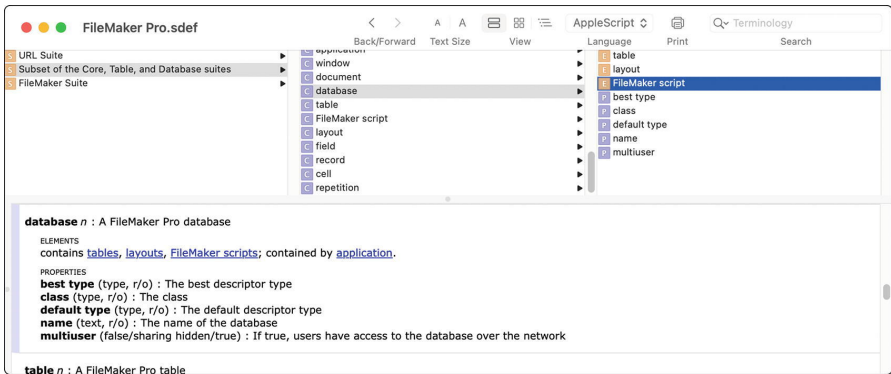 FileMaker Pro.sdef
A A
AppleScript
Terminology
Back/Forward Text Size View Language Print Search
URL Suite
Subset of the Core, Table, and Database suites
FileMaker Suite
application
window
document
database
table
FileMaker script
layout
field
record
cell
repetition
table
layout
FileMaker script
best type
class
default type
name
multiuser
database n : A FileMaker Pro database
ELEMENTS
contains tables, layouts, FileMaker scripts; contained by application.
PROPERTIES
best type (type, r/o) : The best descriptor type
class (type, r/o) : The class
default type (type, r/o) : The default descriptor type
name (text, r/o) : The name of the database
multiuser (false/sharing hidden/true) : If true, users have access to the database over the network
table n : A FileMaker Pro table